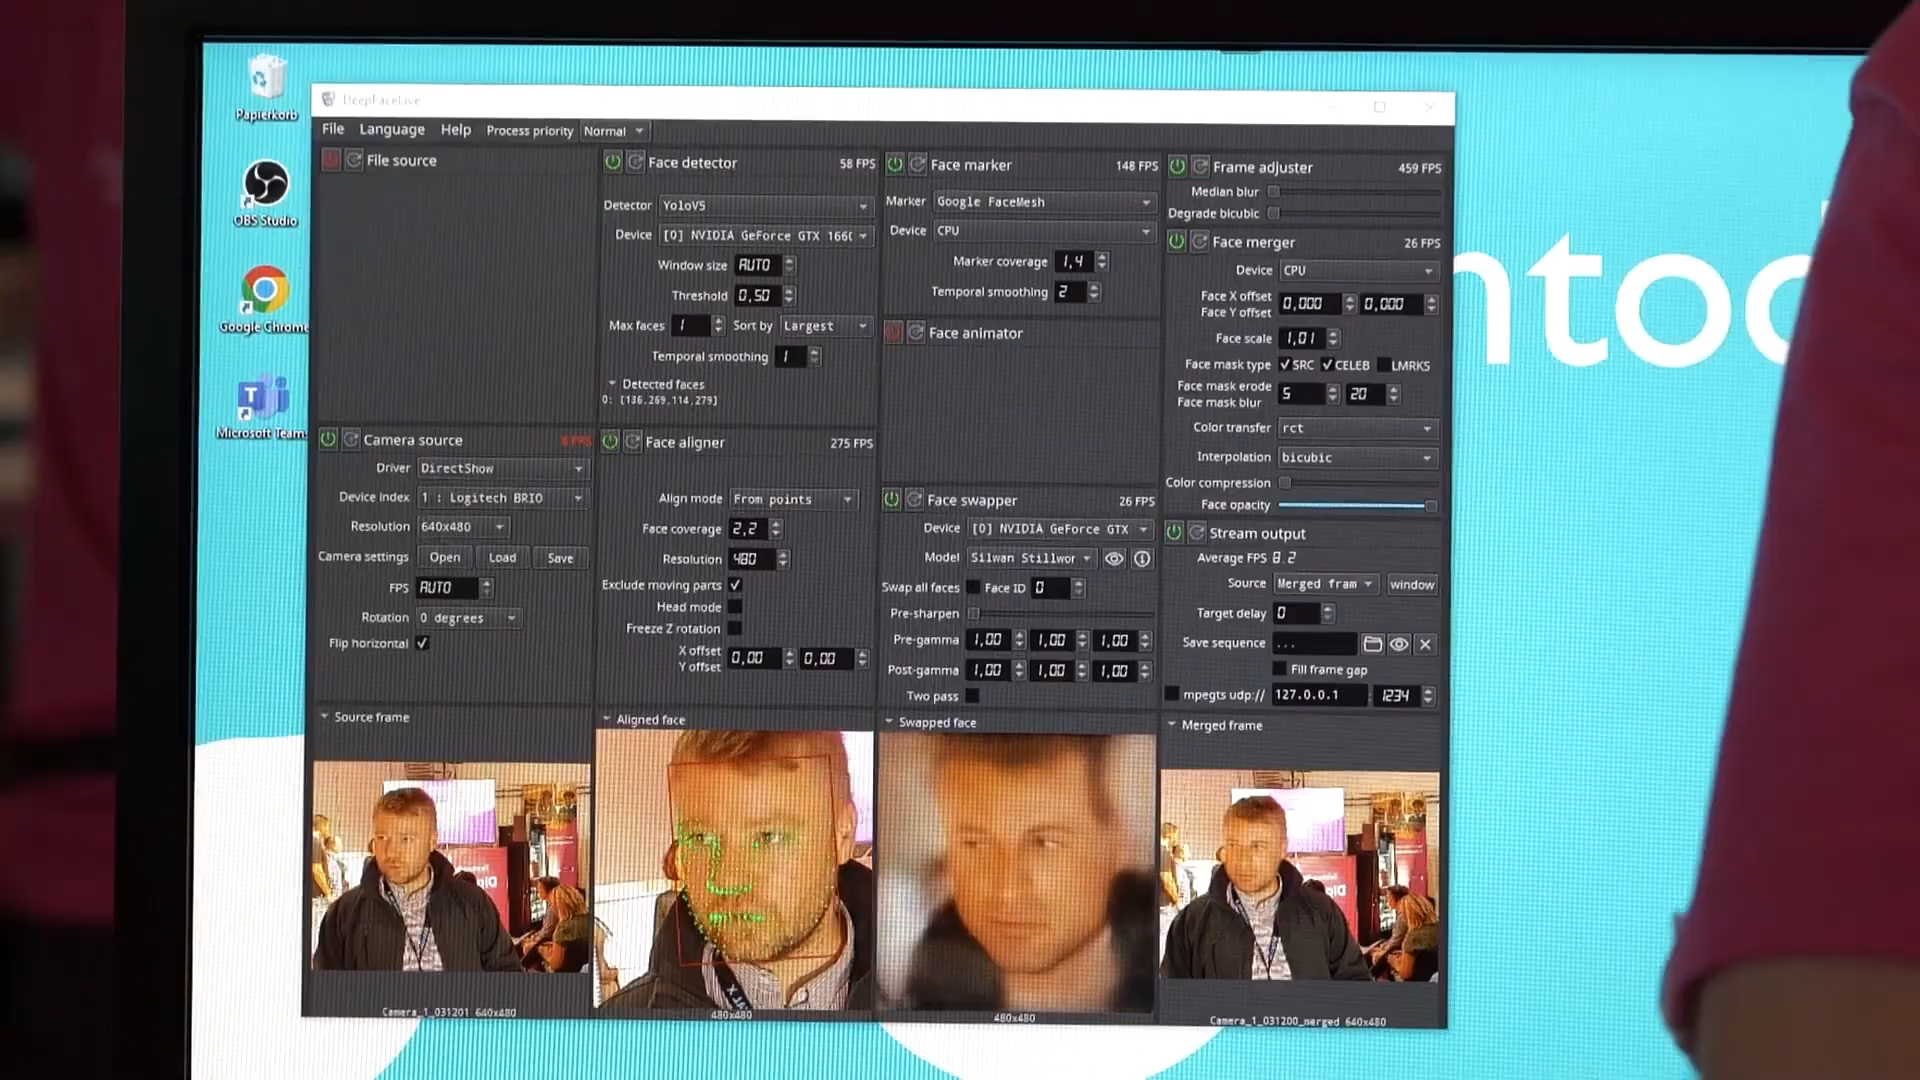 Papierkorb
OBS Studio
Google Chrome
Microsoft Teams
DeepFaceLive
File Language Help Process priority Normal
File source
Camera source
Driver DirectShow
Device index 1 : Logitech BRIO
Resolution 640x480
Camera settings Open Load Save
FPS AUTO
Rotation 0 degrees
Flip horizontal
Source frame
Camera_1_031201 640x480
Face detector 58 FPS
Detector YoloV5
Device [0] NVIDIA GeForce GTX 166(
Window size AUTO
Threshold 0,50
Max faces 1 Sort by Largest
Temporal smoothing 1
Detected faces
0: [136,269,114,279]
Face aligner 275 FPS
Align mode From points
Face coverage 2,2
Resolution 480
Exclude moving parts
Head mode
Freeze Z rotation
X offset
Y offset
0,00 0,00
Aligned face
480x480
Face marker 148 FPS
Marker Google FaceMesh
Device CPU
Marker coverage 1,4
Temporal smoothing 2
Face animator
Face swapper 26 FPS
Device [0] NVIDIA GeForce GTX
Model Silwan Stillwor
Swap all faces Face ID 0
Pre-sharpen
Pre-gamma 1,00 1,00 1,00
Post-gamma 1,00 1,00 1,00
Two pass
Swapped face
480x480
Frame adjuster 459 FPS
Median blur
Degrade bicubic
Face merger 26 FPS
Device CPU
Face X offset
Face Y offset
0,000 0,000
Face scale 1,01
Face mask type SRC CELEB LMRKS
Face mask erode
Face mask blur
5 20
Color transfer rct
Interpolation bicubic
Color compression
Face opacity
Stream output
Average FPS 8.2
Source Merged fram window
Target delay 0
Save sequence ...
Fill frame gap
mpegts udp:// 127.0.0.1 : 1234
Merged frame
Camera_1_031200_merged 640x480